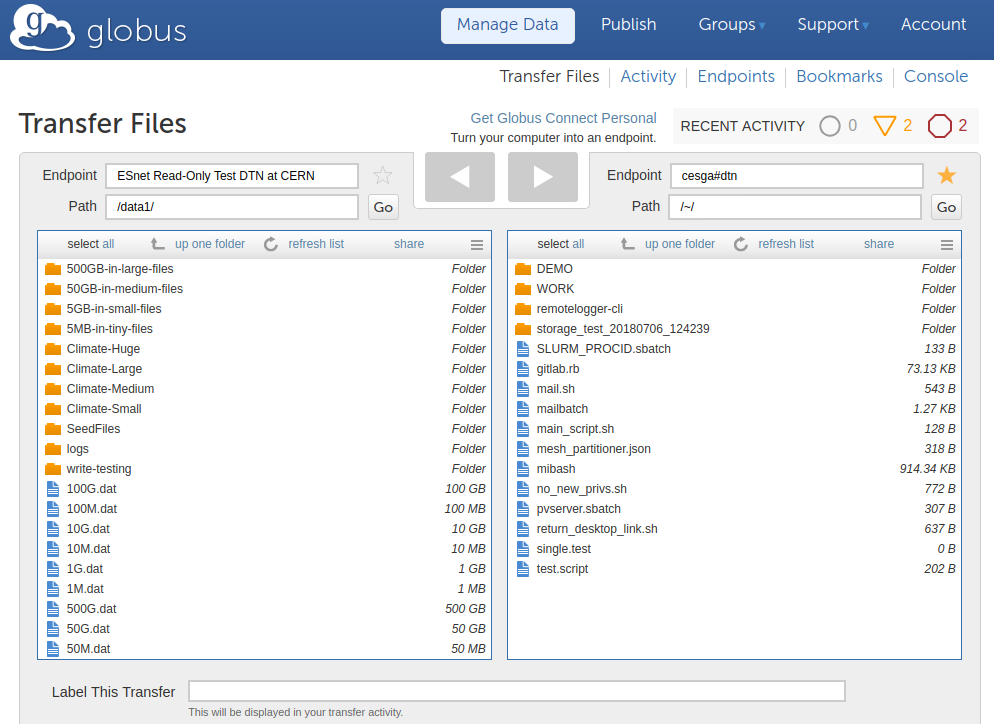 globus
Manage Data Publish Groups Support Account
Transfer Files Activity Endpoints Bookmarks Console
Transfer Files
Get Globus Connect Personal
Turn your computer into an endpoint.
RECENT ACTIVITY 0 2 2
Endpoint ESnet Read-Only Test DTN at CERN
Path /data1/ Go
Endpoint cesga#dtn
Path /~/ Go
select all up one folder refresh list share
500GB-in-large-files Folder
50GB-in-medium-files Folder
5GB-in-small-files Folder
5MB-in-tiny-files Folder
Climate-Huge Folder
Climate-Large Folder
Climate-Medium Folder
Climate-Small Folder
SeedFiles Folder
logs Folder
write-testing Folder
100G.dat 100 GB
100M.dat 100 MB
10G.dat 10 GB
10M.dat 10 MB
1G.dat 1 GB
1M.dat 1 MB
500G.dat 500 GB
50G.dat 50 GB
50M.dat 50 MB
select all up one folder refresh list share
DEMO Folder
WORK Folder
remotelogger-cli Folder
storage_test_20180706_124239 Folder
SLURM_PROCID.sbatch 133 B
gitlab.rb 73.13 KB
mail.sh 543 B
mailbatch 1.27 KB
main_script.sh 128 B
mesh_partitioner.json 318 B
mibash 914.34 KB
no_new_privs.sh 772 B
pvserver.sbatch 307 B
return_desktop_link.sh 637 B
single.test 0 B
test.script 202 B
Label This Transfer
This will be displayed in your transfer activity.